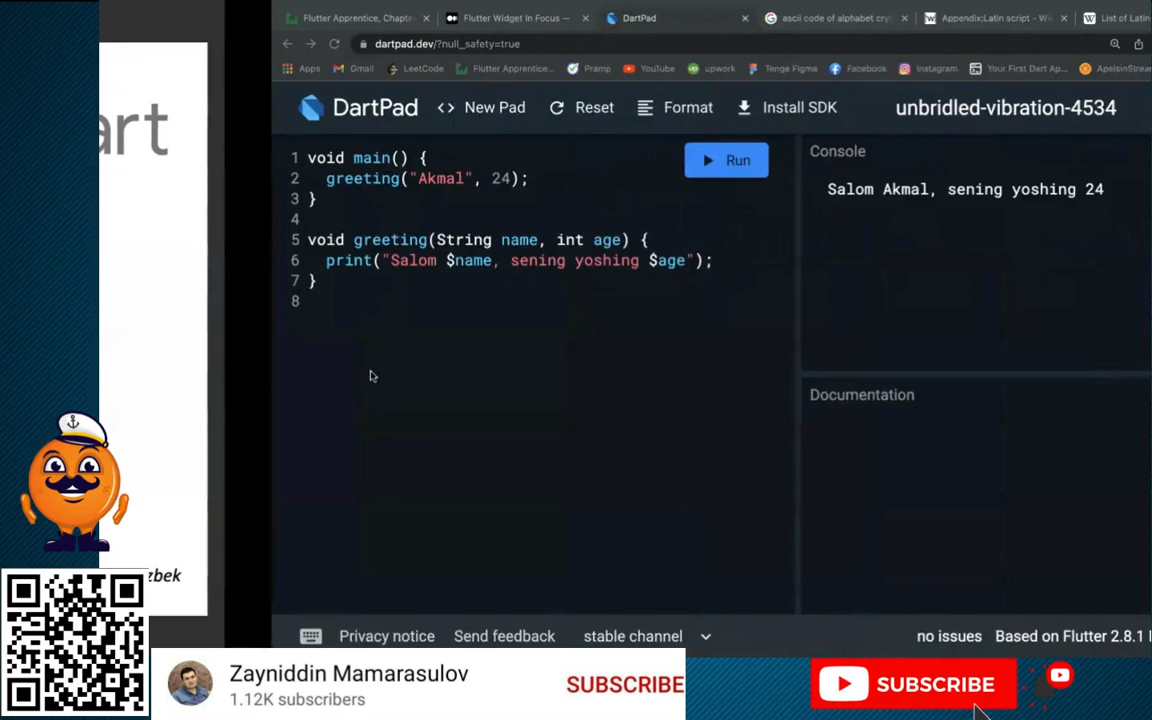 Flutter Apprentice, Chapte
Flutter Widget in Focus —
DartPad
ascii code of alphabet cry
Appendix:Latin script - Wi
List of Latin
dartpad.dev/?null_safety=true
Apps
Gmail
LeetCode
Flutter Apprentice...
Pramp
YouTube
upwork
Tenge Figma
Facebook
Instagram
Your First Dart Ap...
ApelsinStrea
DartPad
<> New Pad
Reset
Format
Install SDK
unbridled-vibration-4534
1 void main() {
2 greeting("Akmal", 24);
3 }
4
5 void greeting(String name, int age) {
6 print("Salom $name, sening yoshing $age");
7 }
8
Run
Console
Salom Akmal, sening yoshing 24
Documentation
art
zbek
Privacy notice
Send feedback
stable channel
no issues
Based on Flutter 2.8.1
Zayniddin Mamarasulov
1.12K subscribers
SUBSCRIBE
SUBSCRIBE